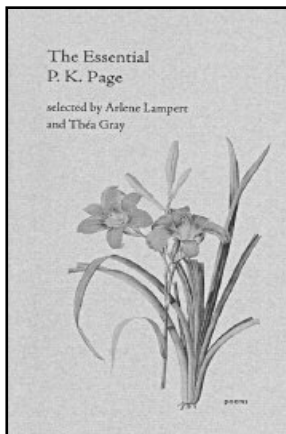 The Essential
P. K. Page
selected by Arlene Lampert
and Théa Gray
poems